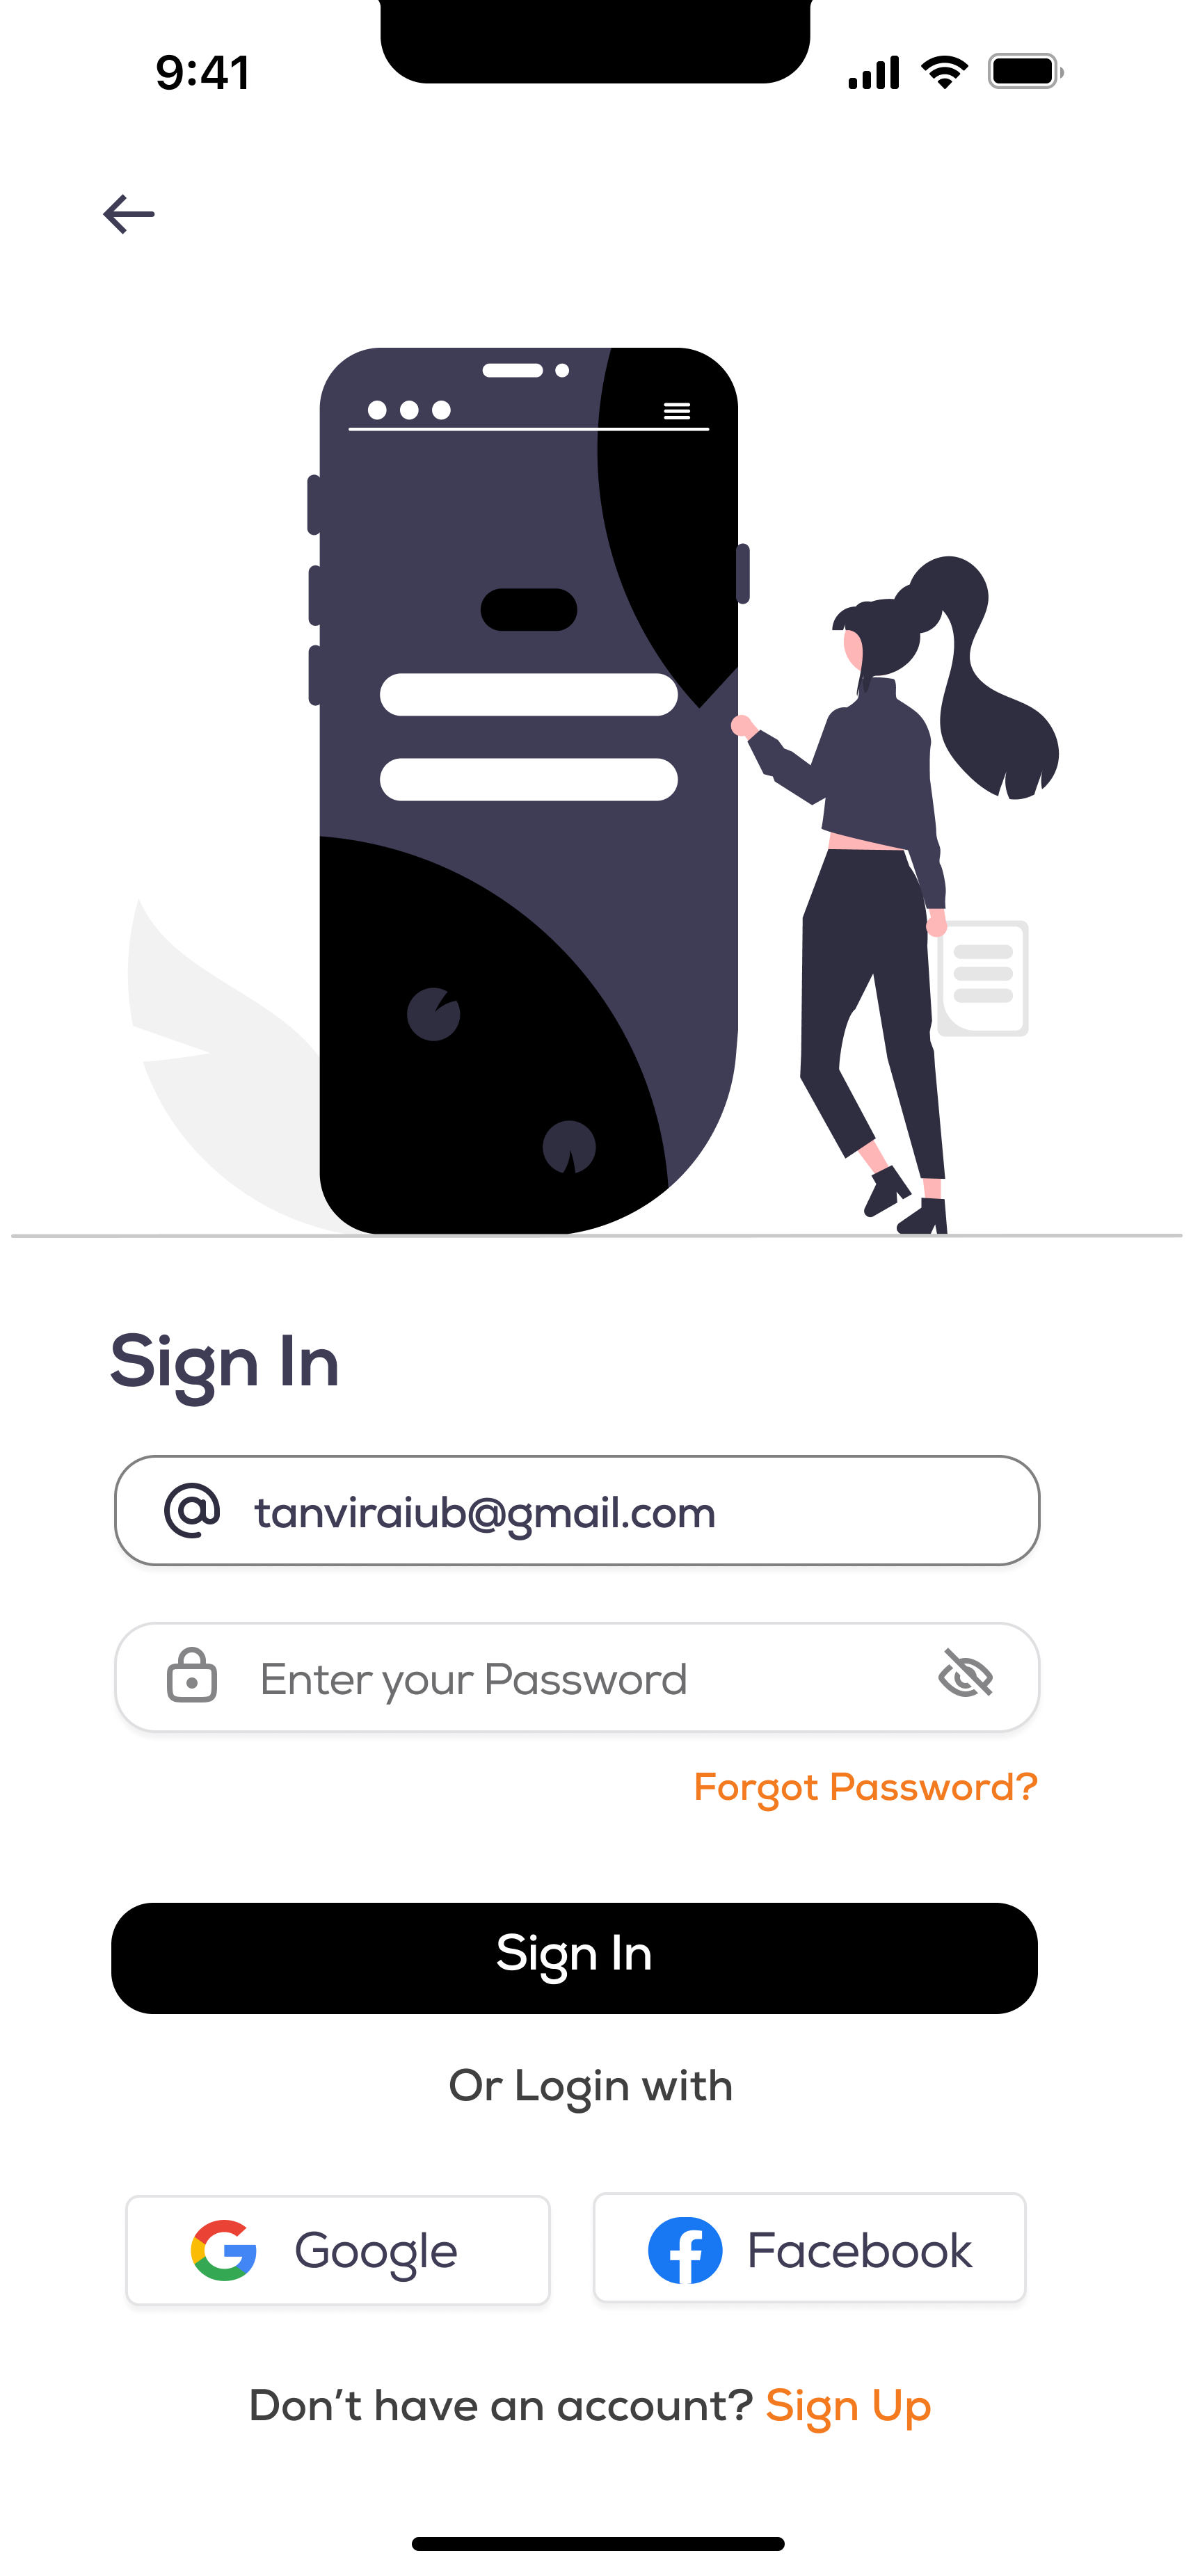 9:41
Sign In
tanviraiub@gmail.com
Enter your Password
Forgot Password?
Sign In
Or Login with
Google
Facebook
Don’t have an account? Sign Up